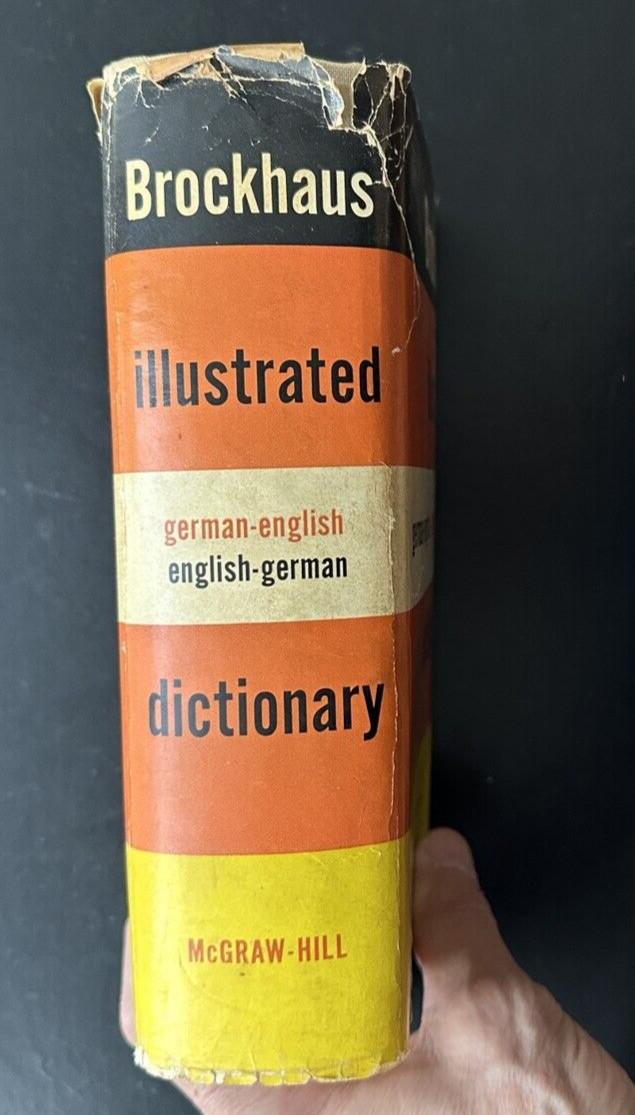 Brockhaus
illustrated
german-english
english-german
dictionary
McGRAW-HILL